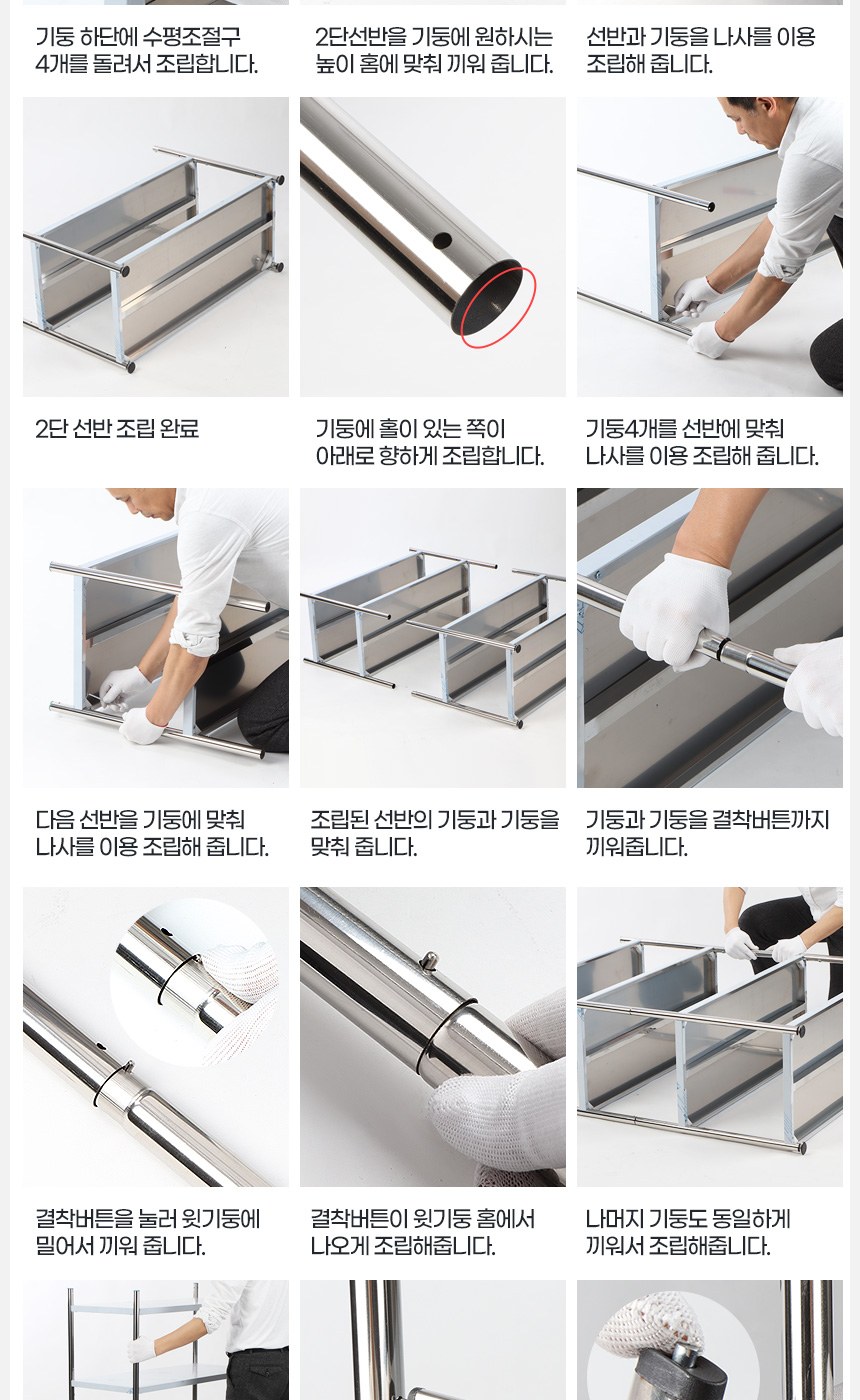 기둥 하단에 수평조절구
4개를 돌려서 조립합니다.
2단선반을 기둥에 원하시는
높이 홈에 맞춰 끼워 줍니다.
선반과 기둥을 나사를 이용
조립해 줍니다.
2단 선반 조립 완료
기둥에 홀이 있는 쪽이
아래로 향하게 조립합니다.
기둥4개를 선반에 맞춰
나사를 이용 조립해 줍니다.
다음 선반을 기둥에 맞춰
나사를 이용 조립해 줍니다.
조립된 선반의 기둥과 기둥을
맞춰 줍니다.
기둥과 기둥을 결착버튼까지
끼워줍니다.
결착버튼을 눌러 윗기둥에
밀어서 끼워 줍니다.
결착버튼이 윗기둥 홈에서
나오게 조립해줍니다.
나머지 기둥도 동일하게
끼워서 조립해줍니다.